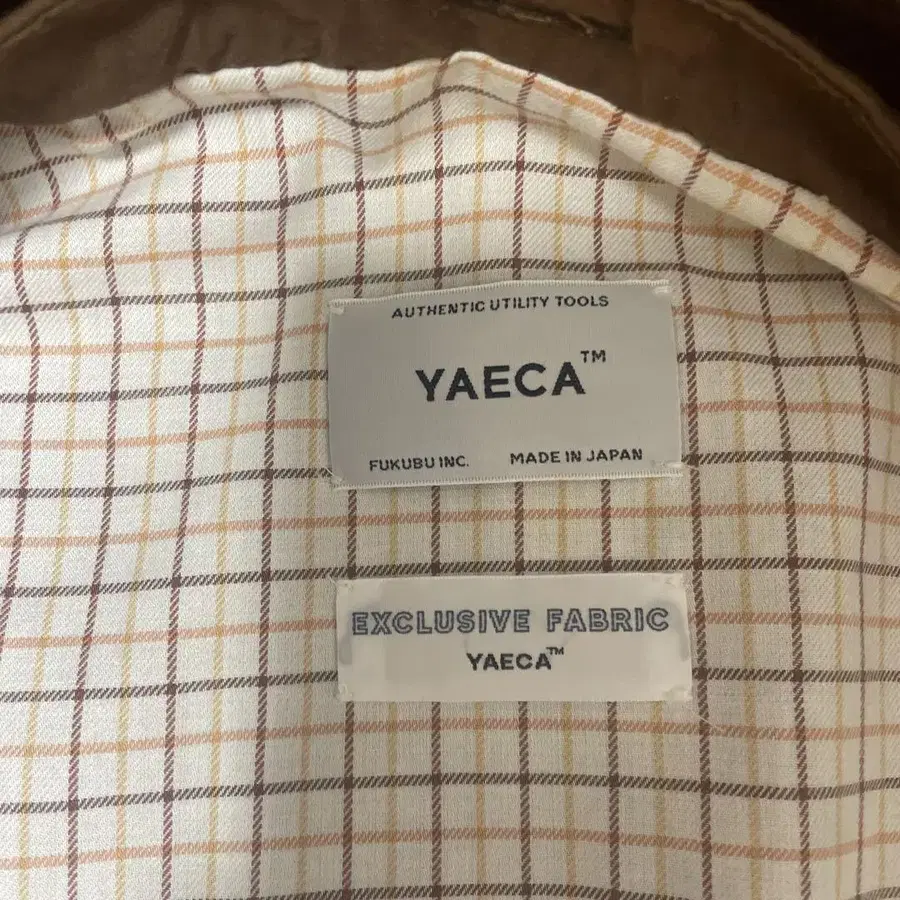 AUTHENTIC UTILITY TOOLS
YAECA™
FUKUBU INC. MADE IN JAPAN
EXCLUSIVE FABRIC
YAECA™